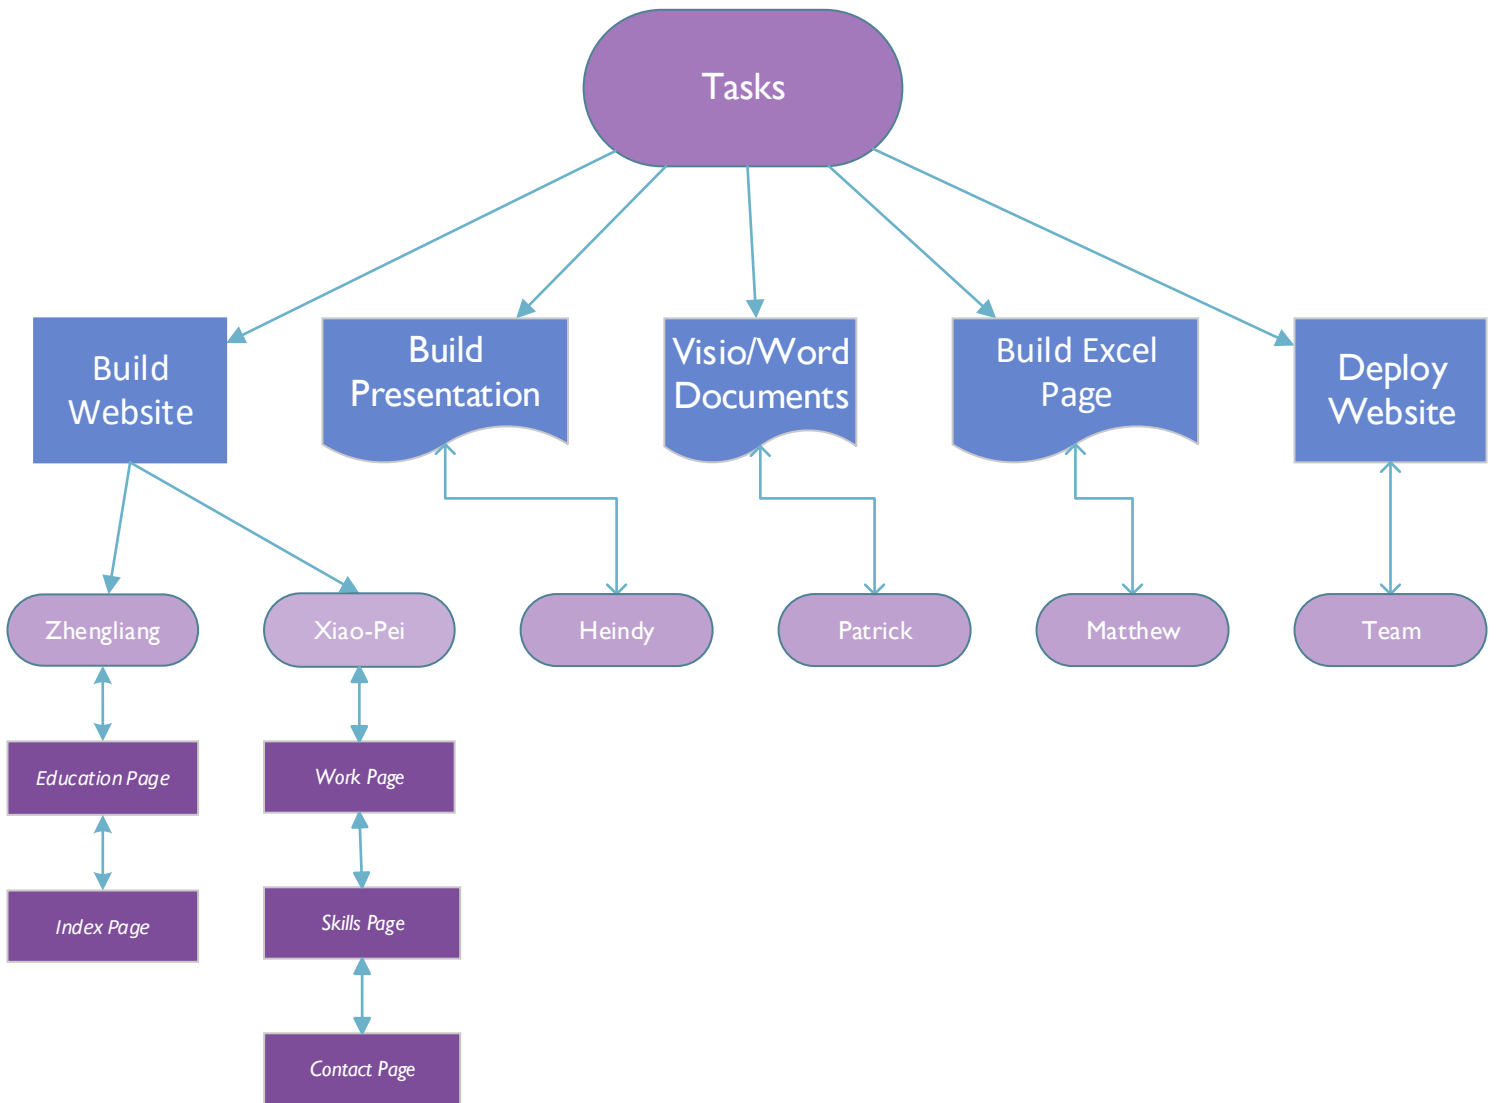 Tasks
Build
Website
Build
Presentation
Visio/Word
Documents
Build Excel
Page
Deploy
Website
Zhengliang
Xiao-Pei
Heindy
Patrick
Matthew
Team
Education Page
Work Page
Index Page
Skills Page
Contact Page